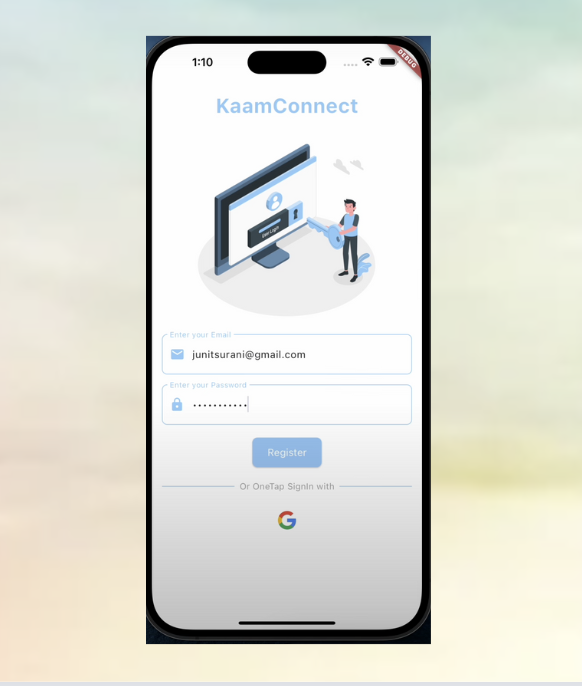 1:10
DEBUG
KaamConnect
User Login
Enter your Email
junitsurani@gmail.com
Enter your Password
•••••••••••
Register
Or OneTap SignIn with